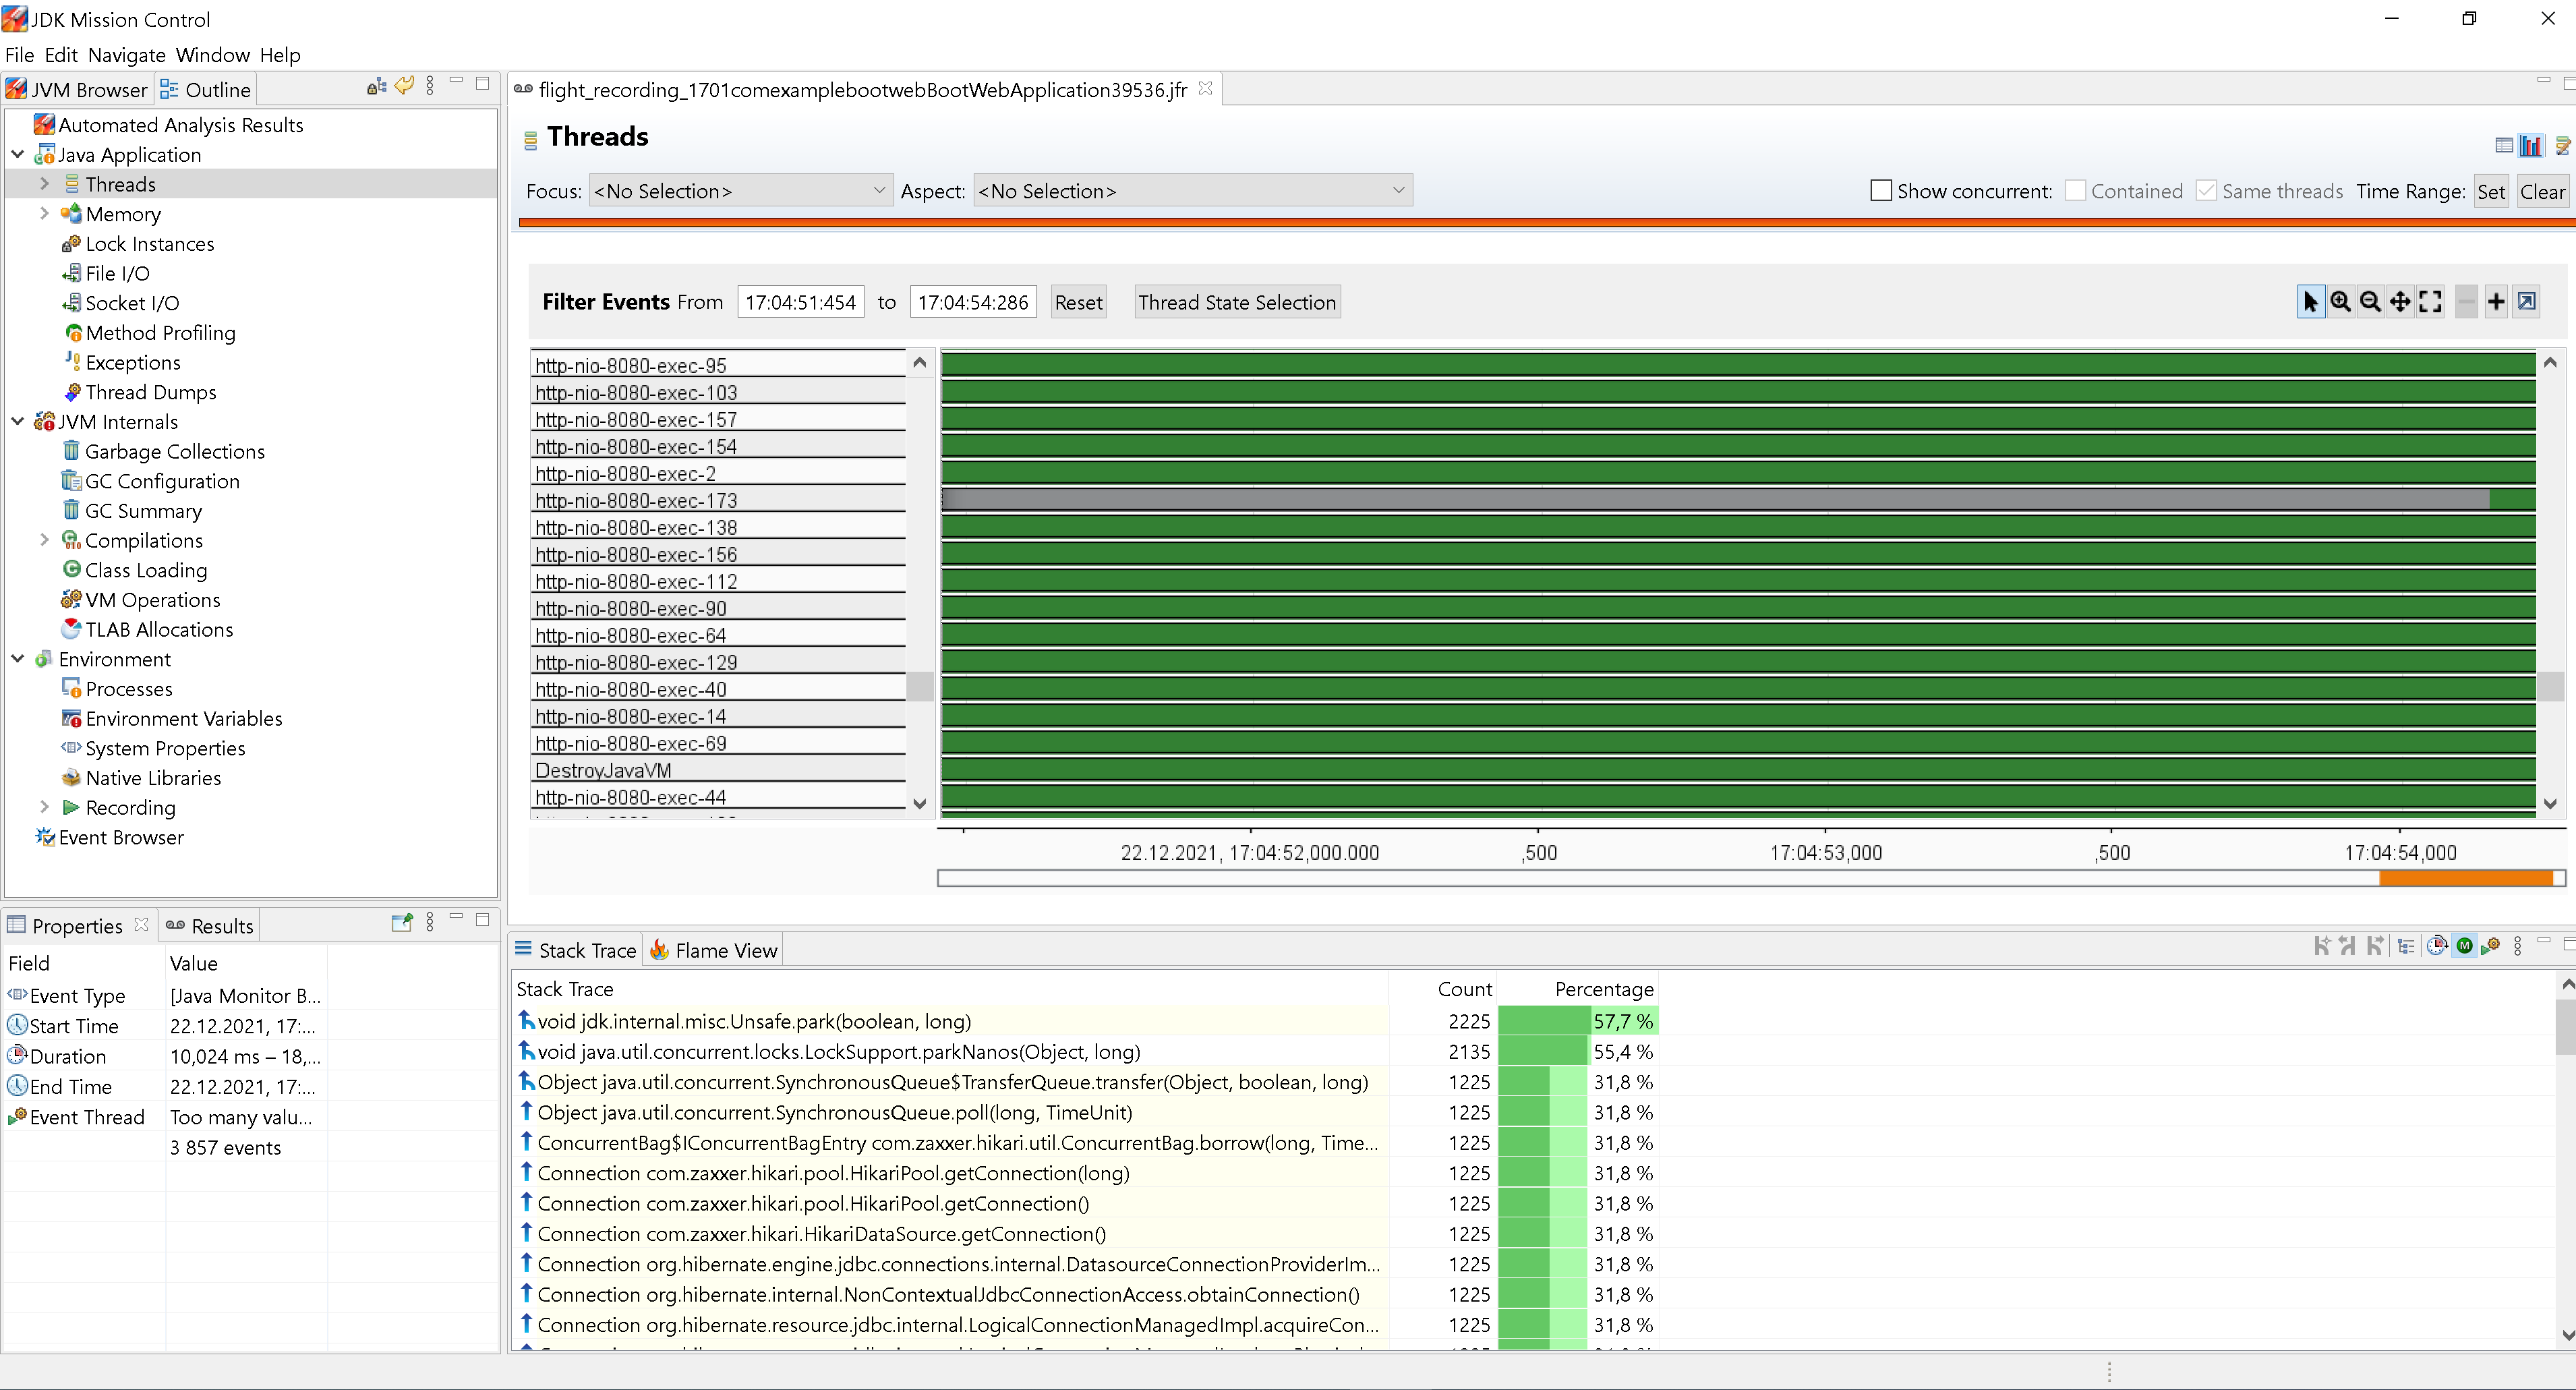 JDK Mission Control
File Edit Navigate Window Help
JVM Browser Outline
Automated Analysis Results
Java Application
Threads
Memory
Lock Instances
File I/O
Socket I/O
Method Profiling
Exceptions
Thread Dumps
JVM Internals
Garbage Collections
GC Configuration
GC Summary
Compilations
Class Loading
VM Operations
TLAB Allocations
Environment
Processes
Environment Variables
System Properties
Native Libraries
Recording
Event Browser
Properties Results
Field Value
Event Type [Java Monitor B...
Start Time 22.12.2021, 17:...
Duration 10,024 ms – 18,...
End Time 22.12.2021, 17:...
Event Thread Too many valu...
3 857 events
flight_recording_1701comexamplebootwebBootWebApplication39536.jfr
Threads
Focus: <No Selection> Aspect: <No Selection> Show concurrent: Contained Same threads Time Range: Set Clear
Filter Events From 17:04:51:454 to 17:04:54:286 Reset Thread State Selection
http-nio-8080-exec-95
http-nio-8080-exec-103
http-nio-8080-exec-157
http-nio-8080-exec-154
http-nio-8080-exec-2
http-nio-8080-exec-173
http-nio-8080-exec-138
http-nio-8080-exec-156
http-nio-8080-exec-112
http-nio-8080-exec-90
http-nio-8080-exec-64
http-nio-8080-exec-129
http-nio-8080-exec-40
http-nio-8080-exec-14
http-nio-8080-exec-69
DestroyJavaVM
http-nio-8080-exec-44
22.12.2021, 17:04:52,000.000 ,500 17:04:53,000 ,500 17:04:54,000
Stack Trace Flame View
Stack Trace Count Percentage
void jdk.internal.misc.Unsafe.park(boolean, long) 2225 57,7 %
void java.util.concurrent.locks.LockSupport.parkNanos(Object, long) 2135 55,4 %
Object java.util.concurrent.SynchronousQueue$TransferQueue.transfer(Object, boolean, long) 1225 31,8 %
Object java.util.concurrent.SynchronousQueue.poll(long, TimeUnit) 1225 31,8 %
ConcurrentBag$IConcurrentBagEntry com.zaxxer.hikari.util.ConcurrentBag.borrow(long, Time... 1225 31,8 %
Connection com.zaxxer.hikari.pool.HikariPool.getConnection(long) 1225 31,8 %
Connection com.zaxxer.hikari.pool.HikariPool.getConnection() 1225 31,8 %
Connection com.zaxxer.hikari.HikariDataSource.getConnection() 1225 31,8 %
Connection org.hibernate.engine.jdbc.connections.internal.DatasourceConnectionProviderIm... 1225 31,8 %
Connection org.hibernate.internal.NonContextualJdbcConnectionAccess.obtainConnection() 1225 31,8 %
Connection org.hibernate.resource.jdbc.internal.LogicalConnectionManagedImpl.acquireCon... 1225 31,8 %